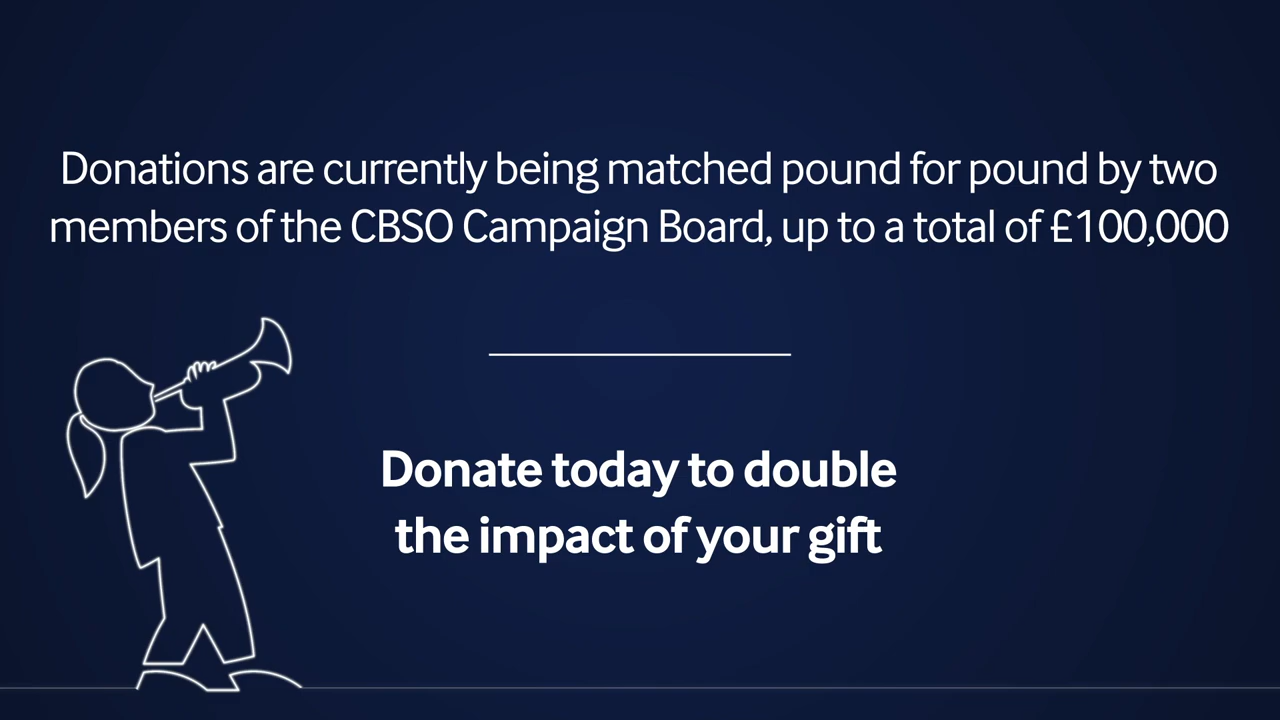 Donations are currently being matched pound for pound by two
members of the CBSO Campaign Board, up to a total of £100,000
Donate today to double
the impact of your gift